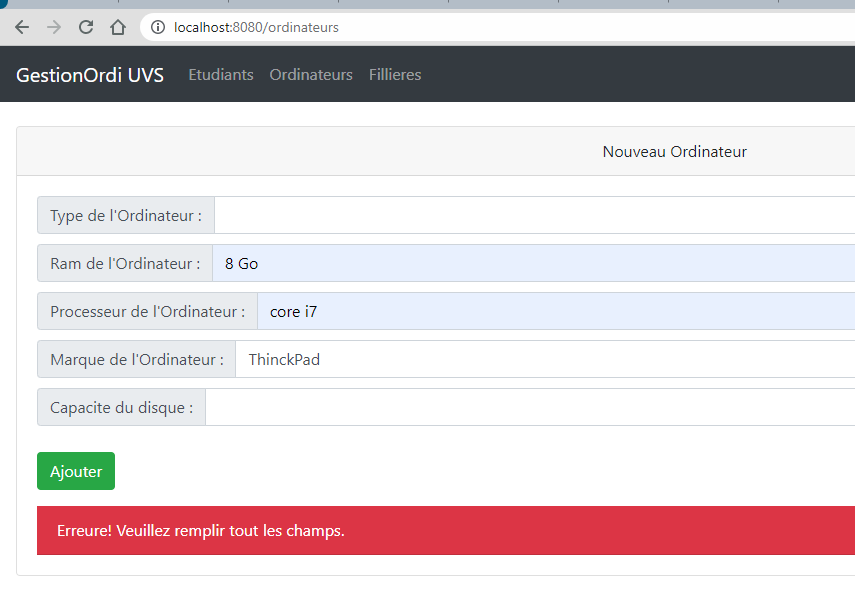 localhost:8080/ordinateurs
GestionOrdi UVS Etudiants Ordinateurs Fillieres
Nouveau Ordinateur
Type de l'Ordinateur :
Ram de l'Ordinateur : 8 Go
Processeur de l'Ordinateur : core i7
Marque de l'Ordinateur : ThinckPad
Capacite du disque :
Ajouter
Erreure! Veuillez remplir tout les champs.